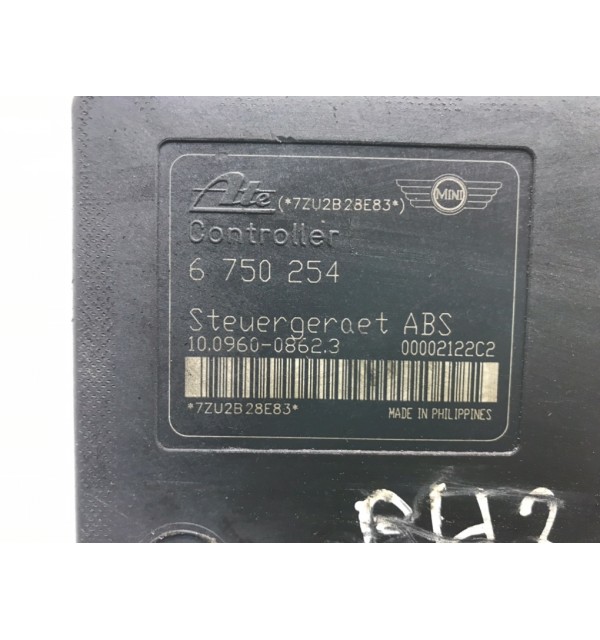 Ate (*7ZU2B28E83*) MINI
Controller
6 750 254
Steuergeraet ABS
10.0960-0862.3 00002122C2
*7ZU2B28E83* MADE IN PHILIPPINES